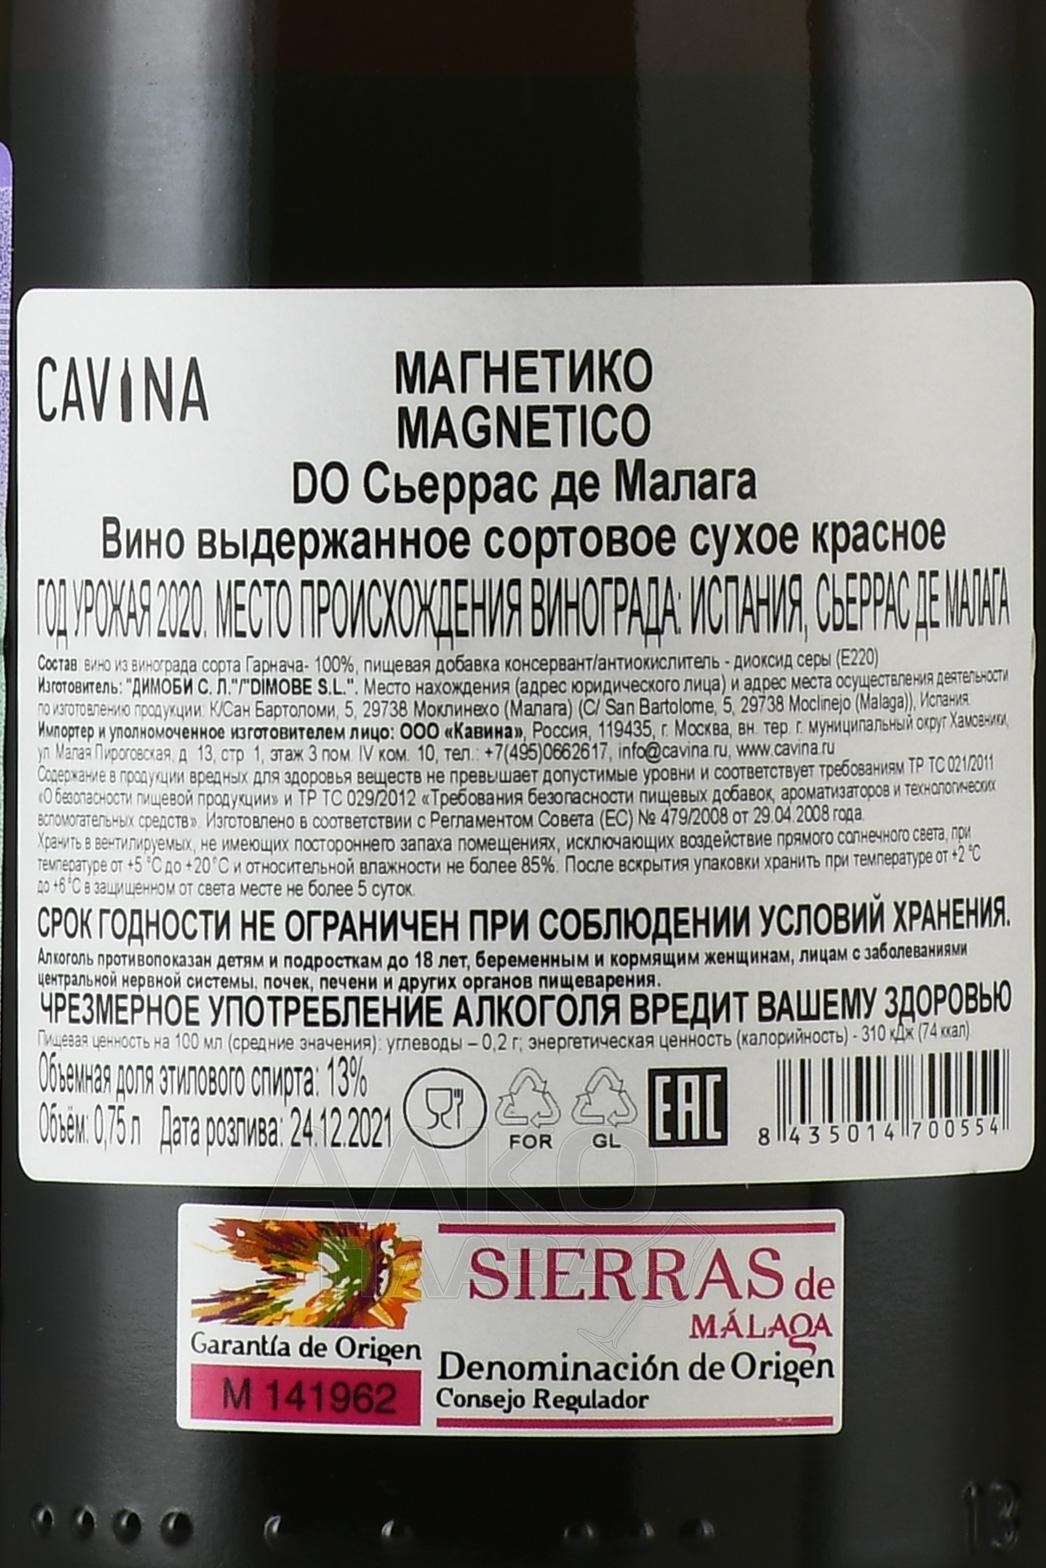 CAVINA
МАГНЕТИКО
MAGNETICO
DO Сьеррас де Малага
Вино выдержанное сортовое сухое красное
ГОД УРОЖАЯ 2020. МЕСТО ПРОИСХОЖДЕНИЯ ВИНОГРАДА: ИСПАНИЯ, СЬЕРРАС ДЕ МАЛАГА
Состав: вино из винограда сорта Гарнача- 100%, пищевая добавка консервант/антиокислитель - диоксид серы (Е220)
Изготовитель: "ДИМОБИ С. Л."/"DIMOBE S.L.". Место нахождения (адрес юридического лица) и адрес места осуществления деятельности
по изготовлению продукции: К/Сан Бартоломи, 5, 29738 Моклинехо (Малага) (C/ San Bartolome, 5, 29738 Moclinejo (Malaga)), Испания.
Импортер и уполномоченное изготовителем лицо: ООО «Кавина», Россия, 119435, г. Москва, вн. тер. г. муниципальный округ Хамовники,
ул. Малая Пироговская, д. 13, стр 1, этаж 3 пом. IV ком. 10, тел.: +7(495)0662617, info@cavina.ru, www.cavina.ru
Содержание в продукции вредных для здоровья веществ не превышает допустимые уровни и соответствует требованиям ТР ТС 021/2011
«О безопасности пищевой продукции» и ТР ТС 029/2012 «Требования безопасности пищевых добавок, ароматизаторов и технологических
вспомогательных средств». Изготовлено в соответствии с Регламентом Совета (ЕС) № 479/2008 от 29.04.2008 года.
Хранить в вентилируемых, не имеющих постороннего запаха помещениях, исключающих воздействие прямого солнечного света, при
температуре от +5 °C до +20°C и относительной влажности не более 85%. После вскрытия упаковки хранить при температуре от +2 °C
до +6°C в защищенном от света месте не более 5 суток.
СРОК ГОДНОСТИ НЕ ОГРАНИЧЕН ПРИ СОБЛЮДЕНИИ УСЛОВИЙ ХРАНЕНИЯ.
Алкоголь противопоказан детям и подросткам до 18 лет, беременным и кормящим женщинам, лицам с заболеваниями
центральной нервной системы, почек, печени и других органов пищеварения.
ЧРЕЗМЕРНОЕ УПОТРЕБЛЕНИЕ АЛКОГОЛЯ ВРЕДИТ ВАШЕМУ ЗДОРОВЬЮ
Пищевая ценность на 100 мл (средние значения): углеводы – 0,2 г; энергетическая ценность (калорийность) - 310 кДж (74 ккал)
Объемная доля этилового спирта: 13%
Объём: 0,75 л Дата розлива: 24.12.2021
FOR GL EAC
8 435014 700554
Garantía de Origen
M 141962
SIERRAS de
MÁLAGA
Denominación de Origen
Consejo Regulador
13